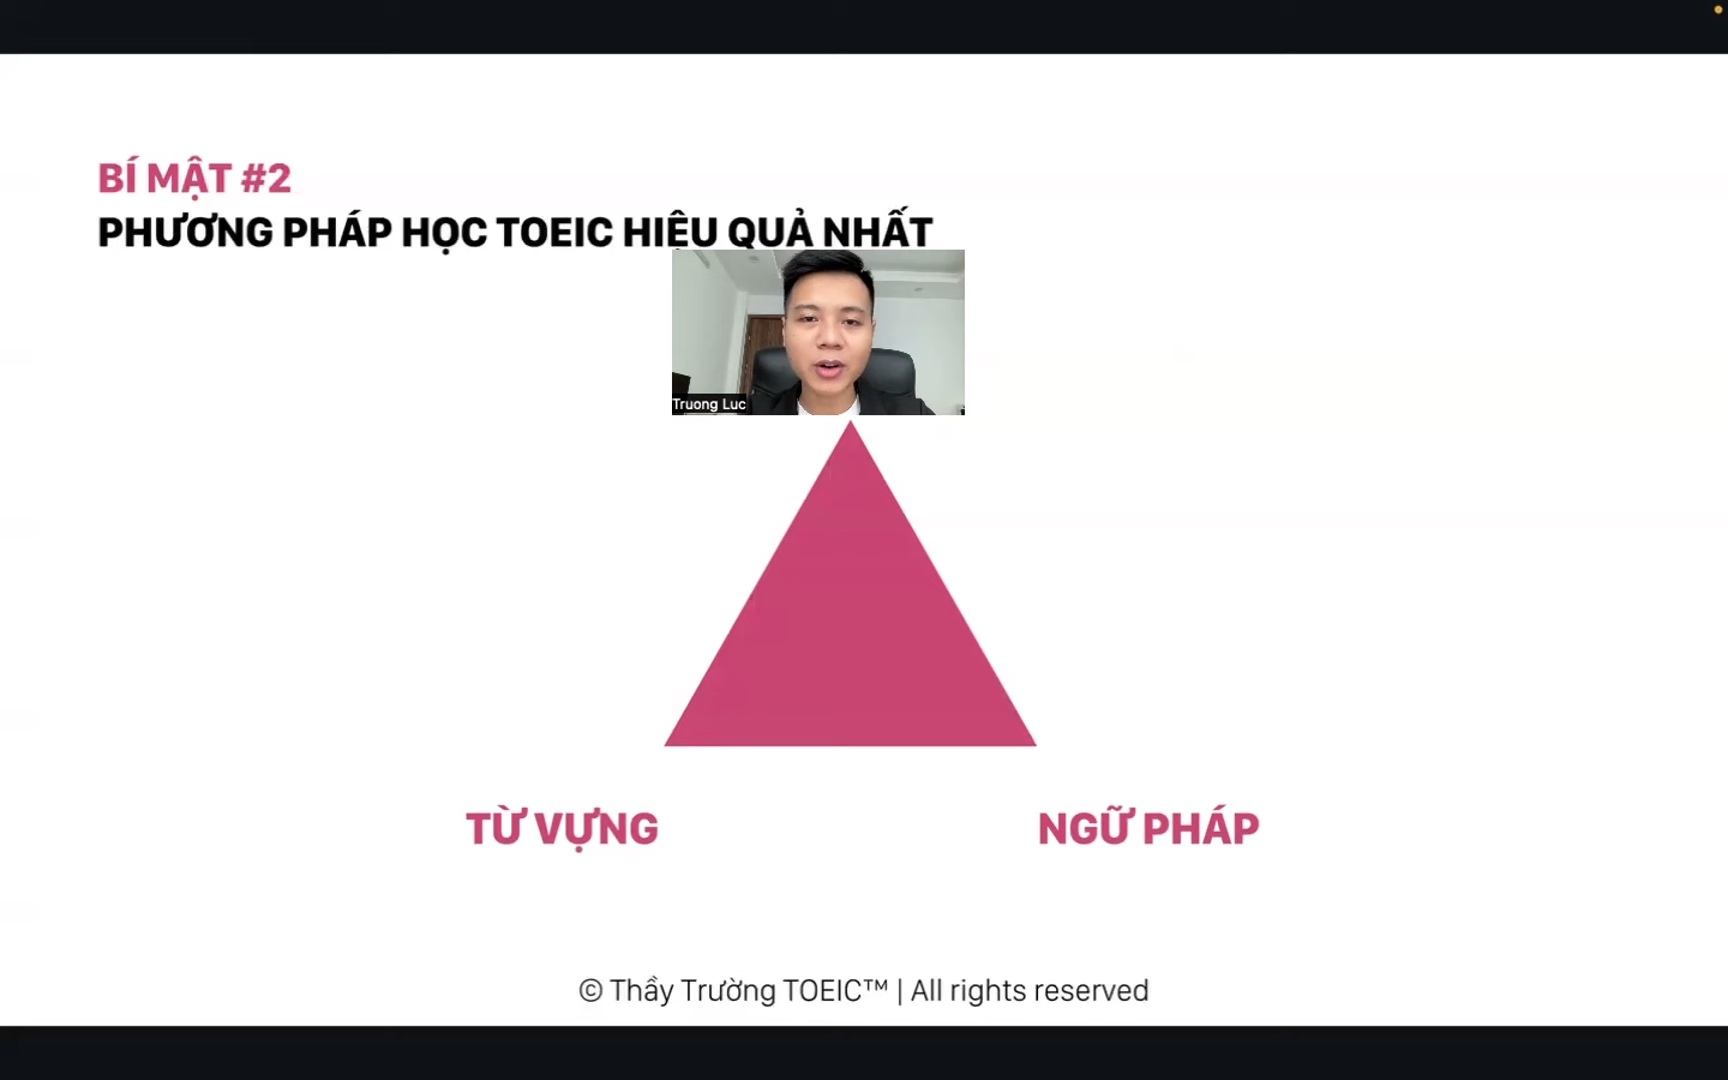 BÍ MẬT #2
PHƯƠNG PHÁP HỌC TOEIC HIỆU QUẢ NHẤT
Truong Luc
TỪ VỰNG
NGỮ PHÁP
© Thầy Trường TOEIC™ | All rights reserved